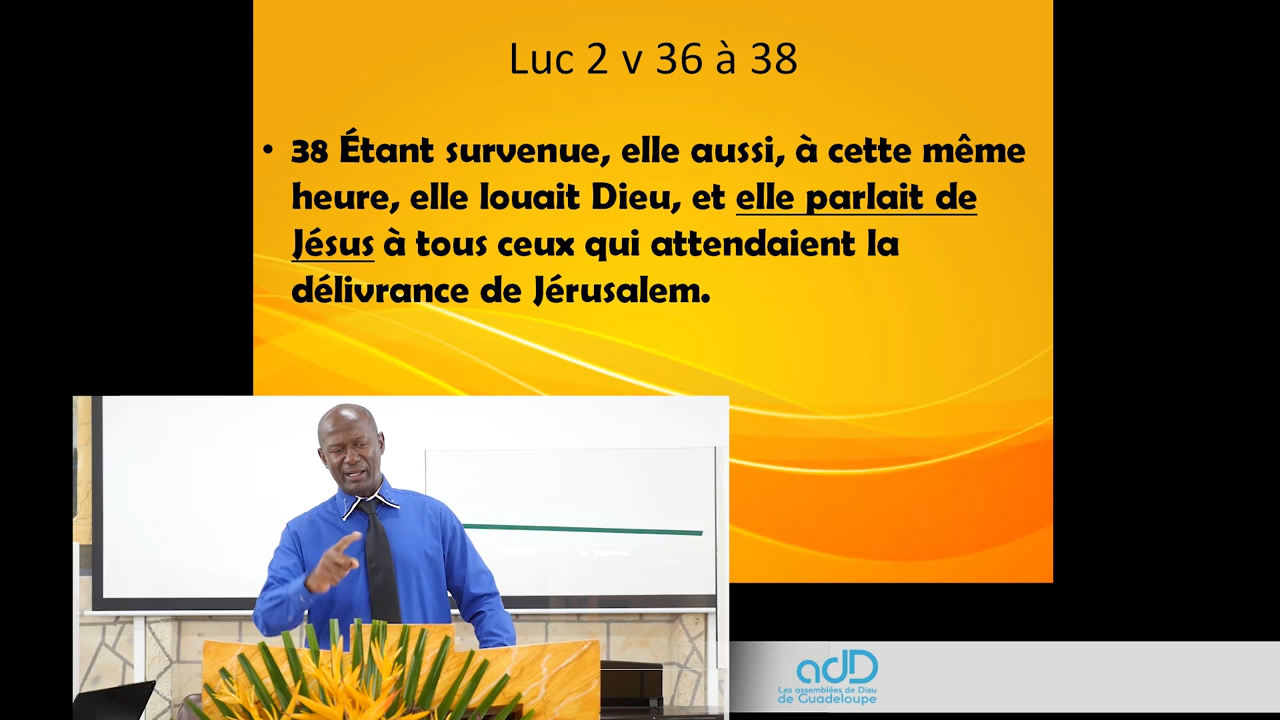 Luc 2 v 36 à 38
• 38 Étant survenue, elle aussi, à cette même
heure, elle louait Dieu, et elle parlait de
Jésus à tous ceux qui attendaient la
délivrance de Jérusalem.
add
Les assemblées de Dieu
de Guadeloupe